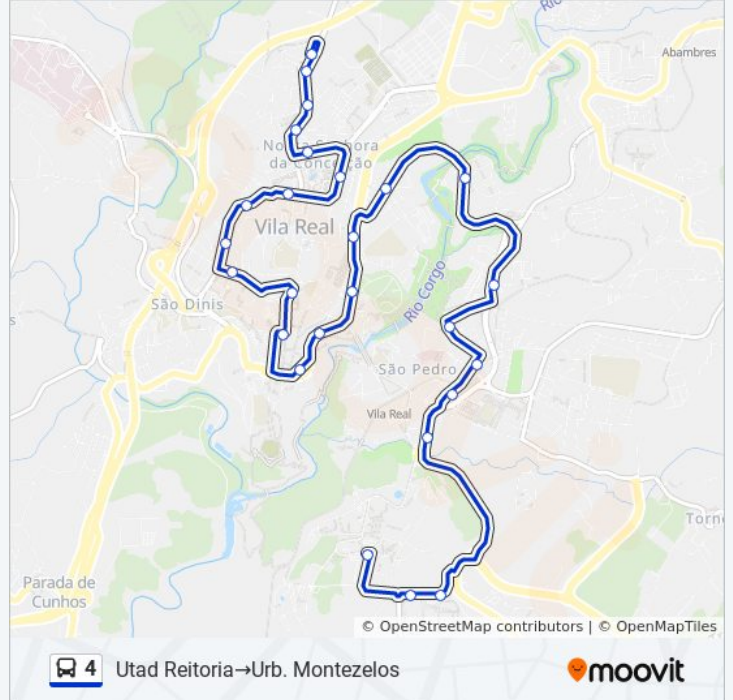 Rio
Abambres
Nossa Senhora
da Conceição
Vila Real
Rio Corgo
São Dinis
s
São Pedro
Vila Real
Torne
Parada de
Cunhos
© OpenStreetMap contributors | © OpenMapTiles
4 Utad Reitoria→Urb. Montezelos
moovit